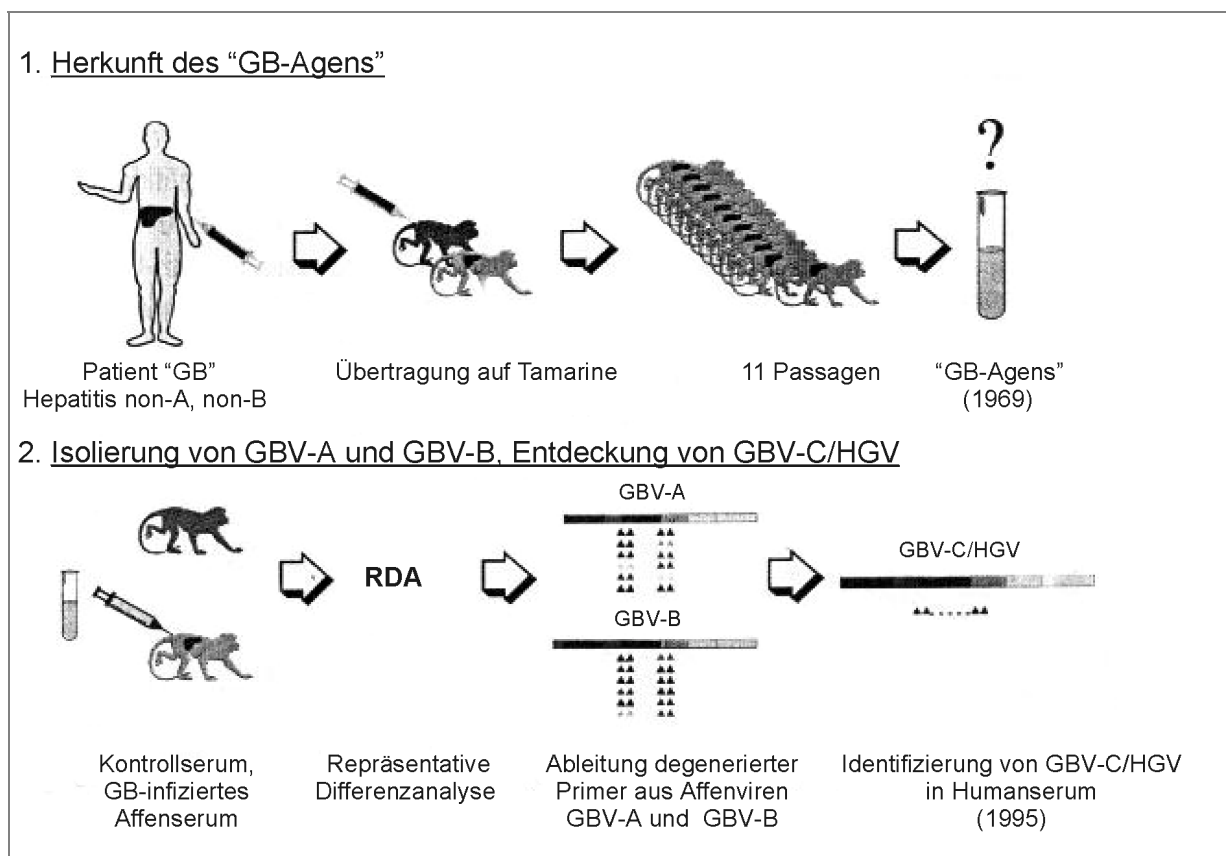 1. Herkunft des “GB-Agens”
?
Patient “GB”
Hepatitis non-A, non-B
Übertragung auf Tamarine
11 Passagen
“GB-Agens”
(1969)
2. Isolierung von GBV-A und GBV-B, Entdeckung von GBV-C/HGV
GBV-A
RDA
GBV-B
GBV-C/HGV
Kontrollserum,
GB-infiziertes
Affenserum
Repräsentative
Differenzanalyse
Ableitung degenerierter
Primer aus Affenviren
GBV-A und GBV-B
Identifizierung von GBV-C/HGV
in Humanserum
(1995)